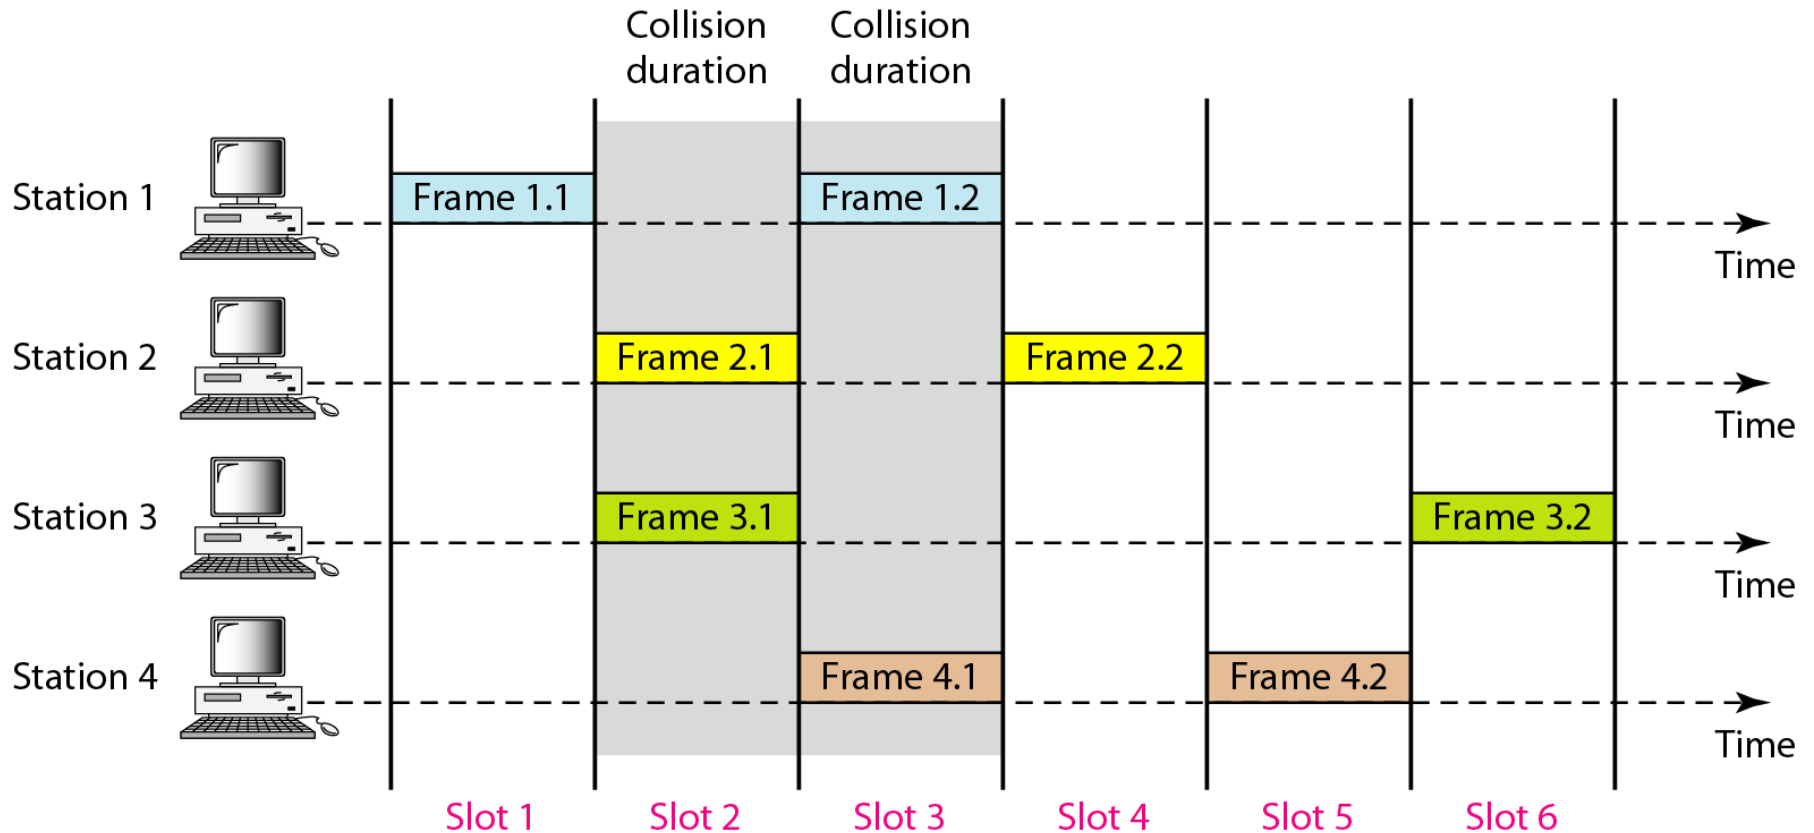 Collision
duration
Collision
duration
Station 1
Frame 1.1
Frame 1.2
Time
Station 2
Frame 2.1
Frame 2.2
Time
Station 3
Frame 3.1
Frame 3.2
Time
Station 4
Frame 4.1
Frame 4.2
Time
Slot 1
Slot 2
Slot 3
Slot 4
Slot 5
Slot 6